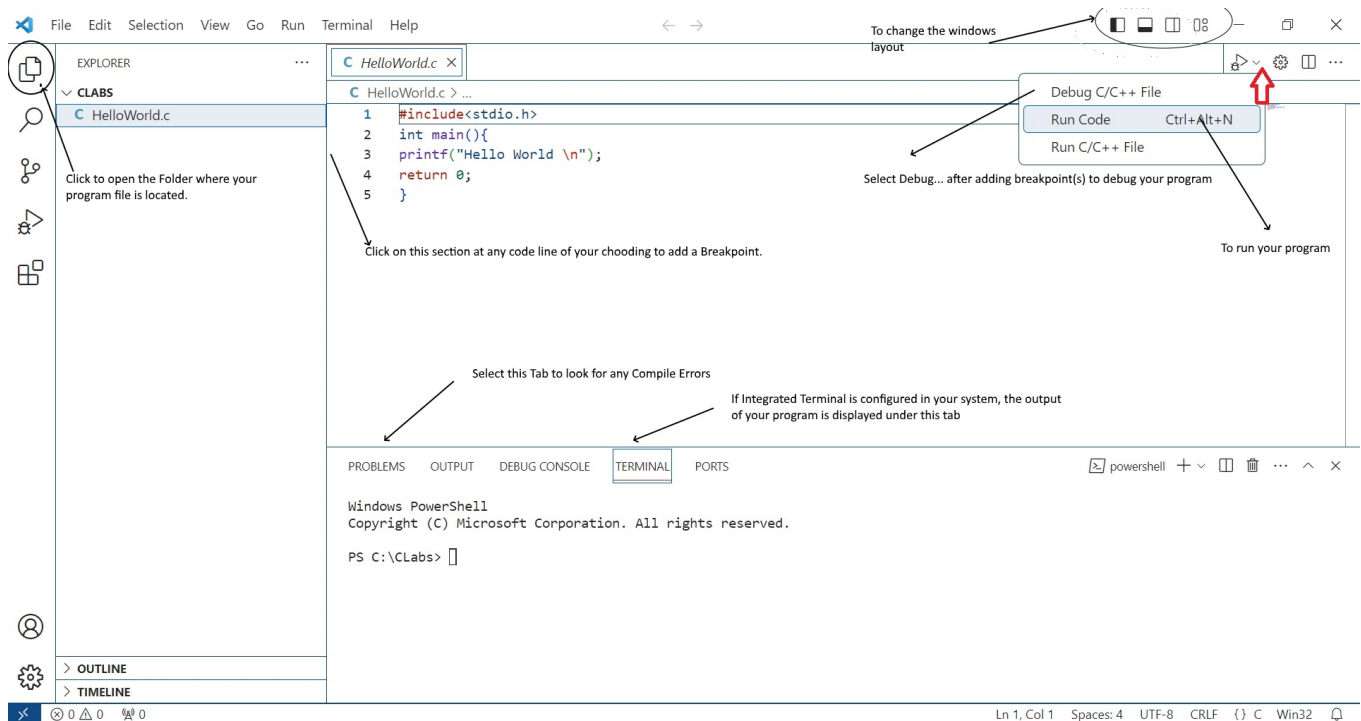 File Edit Selection View Go Run Terminal Help
To change the windows
layout
EXPLORER
CLABS
C HelloWorld.c
Click to open the Folder where your
program file is located.
C HelloWorld.c
C HelloWorld.c > ...
1 #include<stdio.h>
2 int main(){
3 printf("Hello World \n");
4 return 0;
5 }
Debug C/C++ File
Run Code Ctrl+Alt+N
Run C/C++ File
Select Debug... after adding breakpoint(s) to debug your program
To run your program
Click on this section at any code line of your chooding to add a Breakpoint.
Select this Tab to look for any Compile Errors
If Integrated Terminal is configured in your system, the output
of your program is displayed under this tab
PROBLEMS OUTPUT DEBUG CONSOLE TERMINAL PORTS
powershell
Windows PowerShell
Copyright (C) Microsoft Corporation. All rights reserved.
PS C:\CLabs>
OUTLINE
TIMELINE
0 0 0
Ln 1, Col 1 Spaces: 4 UTF-8 CRLF {} C Win32